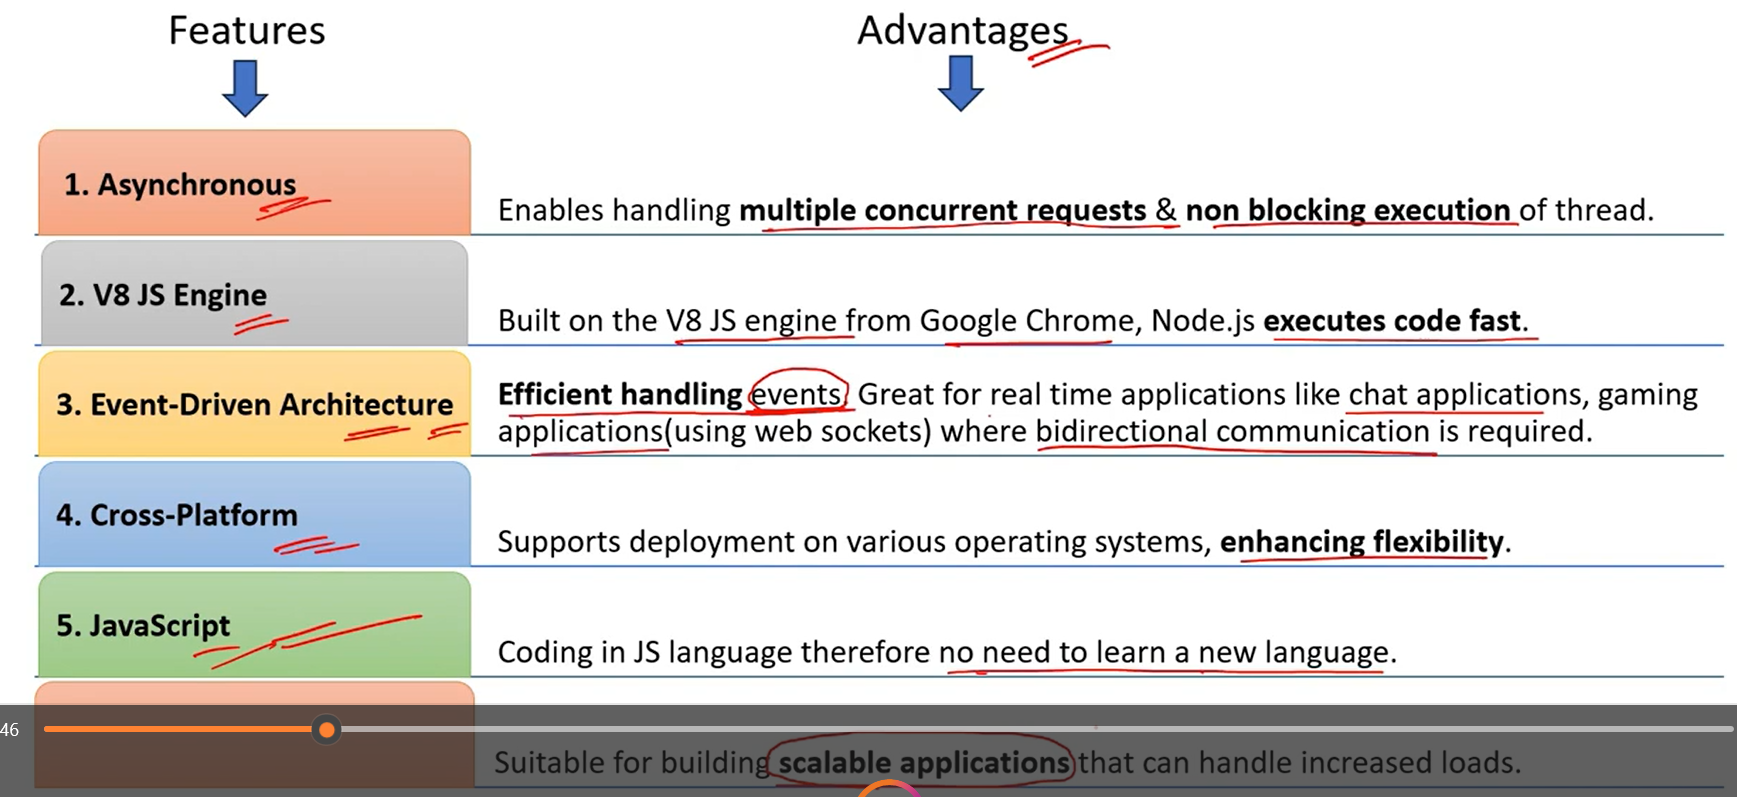 Features
Advantages
1. Asynchronous
Enables handling multiple concurrent requests & non blocking execution of thread.
2. V8 JS Engine
Built on the V8 JS engine from Google Chrome, Node.js executes code fast.
3. Event-Driven Architecture
Efficient handling events. Great for real time applications like chat applications, gaming
applications(using web sockets) where bidirectional communication is required.
4. Cross-Platform
Supports deployment on various operating systems, enhancing flexibility.
5. JavaScript
Coding in JS language therefore no need to learn a new language.
46
Suitable for building scalable applications that can handle increased loads.